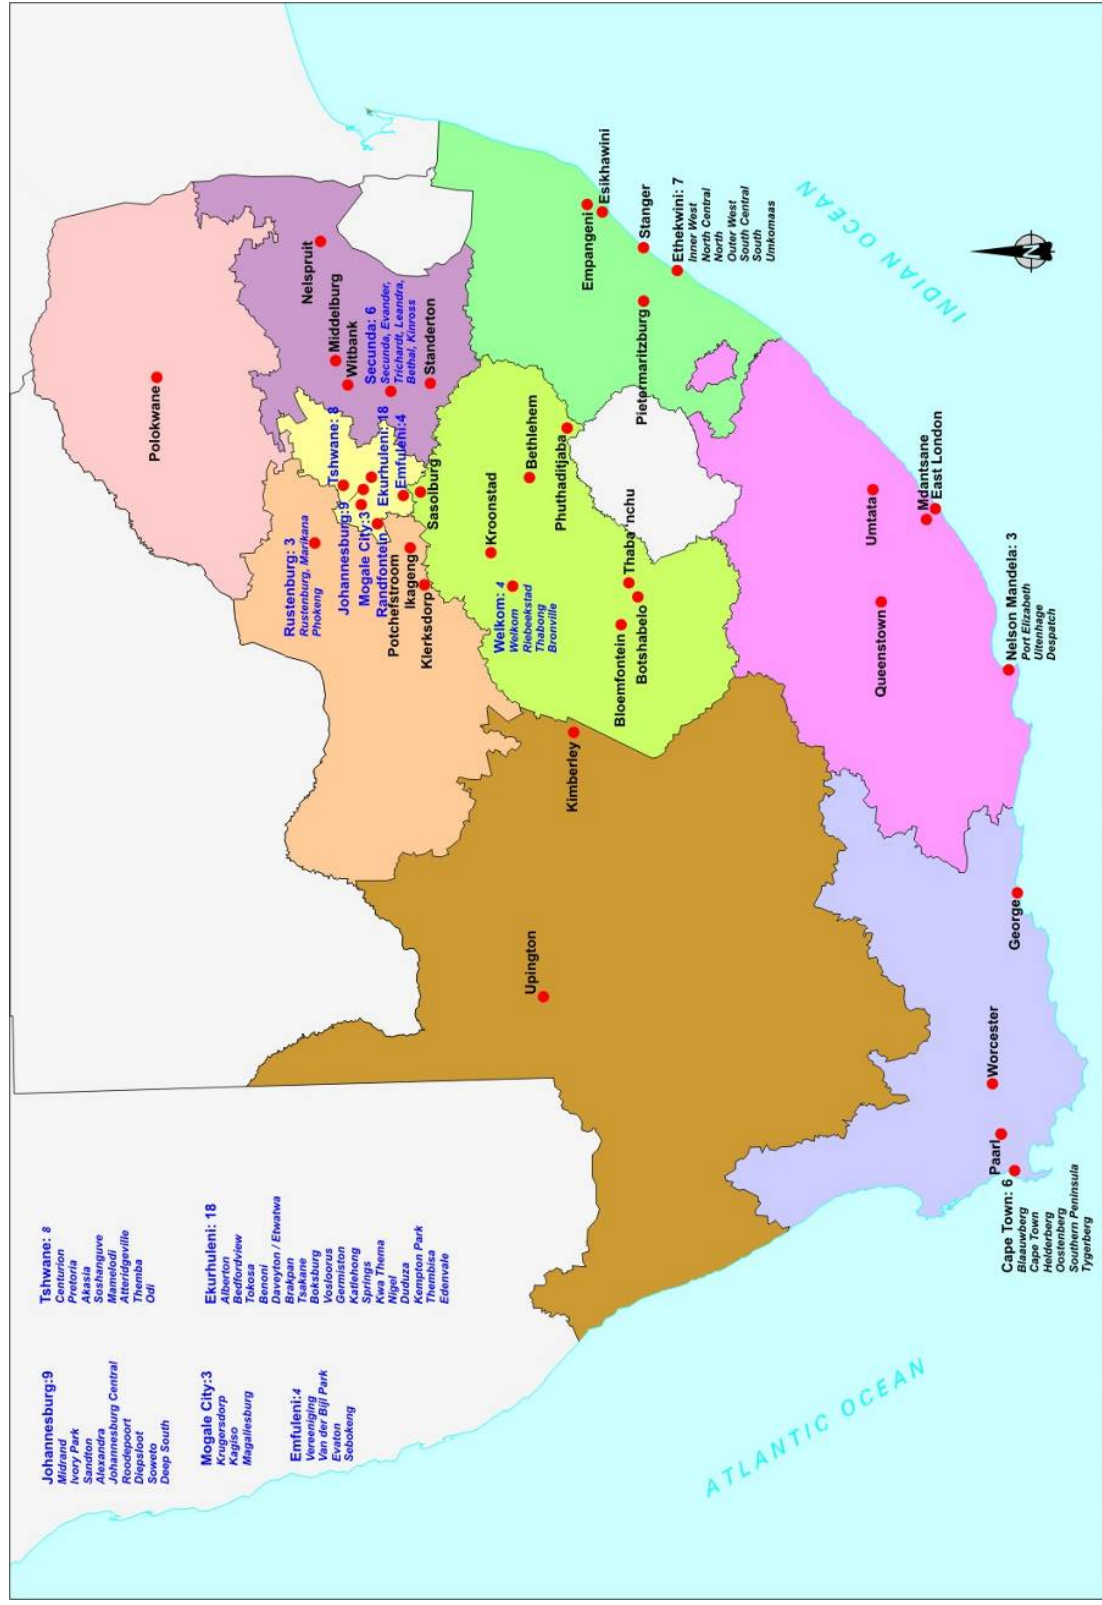 Johannesburg:9
Midrand
Ivory Park
Sandton
Alexandra
Johannesburg Central
Roodepoort
Diepsloot
Soweto
Deep South
Tshwane: 8
Centurion
Pretoria
Akasia
Soshanguve
Mamelodi
Atteridgeville
Themba
Odi
Mogale City:3
Krugersdorp
Kagiso
Magaliesburg
Ekurhuleni: 18
Alberton
Bedfordview
Tokosa
Benoni
Daveyton / Etwatwa
Brakpan
Tsakane
Boksburg
Vosloorus
Germiston
Katlehong
Springs
Kwa Thema
Nigel
Duduza
Kempton Park
Thembisa
Edenvale
Emfuleni:4
Vereeniging
Van der Bijl Park
Evaton
Sebokeng
Polokwane
Nelspruit
Middelburg
Witbank
Secunda: 6
Secunda, Evander,
Trichardt, Leandra,
Bethal, Kinross
Standerton
Rustenburg: 3
Rustenburg, Marikana
Phokeng
Tshwane: 8
Johannesburg:9
Mogale City:3
Randfontein
Ekurhuleni: 18
Emfuleni:4
Potchefstroom
Ikageng
Klerksdorp
Sasolburg
Kroonstad
Welkom: 4
Welkom
Riebeekstad
Thabong
Bronville
Bethlehem
Phuthaditjaba
Upington
Kimberley
Bloemfontein
Thaba 'nchu
Botshabelo
Empangeni
Esikhawini
Stanger
Pietermaritzburg
Ethekwini: 7
Inner West
North Central
North
Outer West
South Central
South
Umkomaas
INDIAN OCEAN
Umtata
Queenstown
Mdantsane
East London
Nelson Mandela: 3
Port Elizabeth
Uitenhage
Despatch
George
Worcester
Paarl
Cape Town: 6
Blaauwberg
Cape Town
Helderberg
Oostenberg
Southern Peninsula
Tygerberg
ATLANTIC OCEAN
N